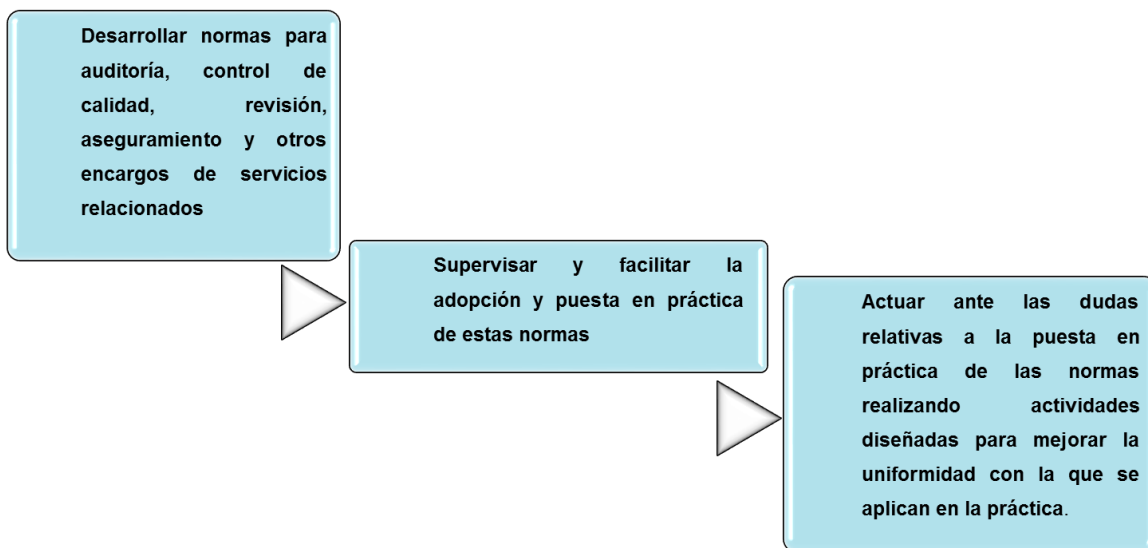 Desarrollar normas para
auditoría, control de
calidad, revisión,
aseguramiento y otros
encargos de servicios
relacionados
Supervisar y facilitar la
adopción y puesta en práctica
de estas normas
Actuar ante las dudas
relativas a la puesta en
práctica de las normas
realizando actividades
diseñadas para mejorar la
uniformidad con la que se
aplican en la práctica.